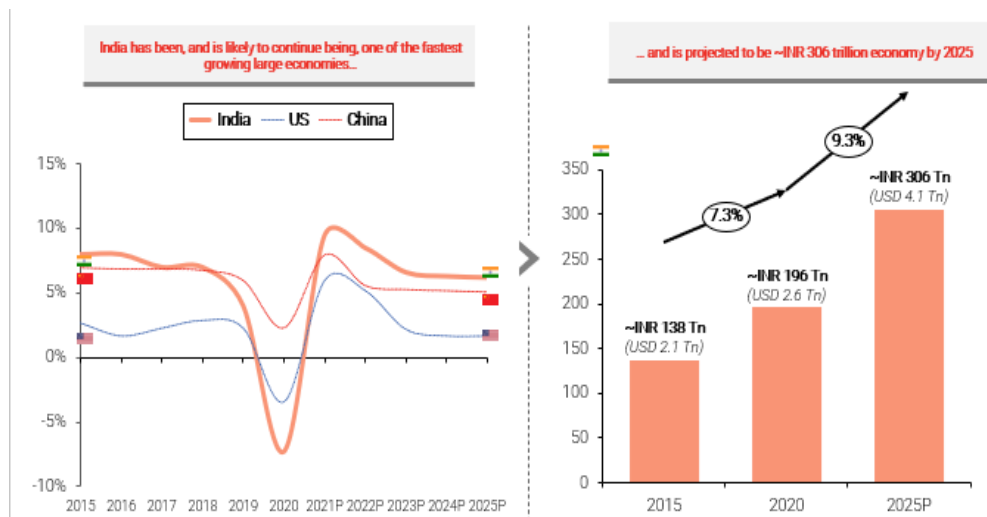 India has been, and is likely to continue being, one of the fastest
growing large economies...
... and is projected to be ~INR 306 trillion economy by 2025
India US China
15%
10%
5%
0%
-5%
-10%
2015 2016 2017 2018 2019 2020 2021P 2022P 2023P 2024P 2025P
9.3%
7.3%
350
300
250
200
150
100
50
0
~INR 138 Tn
(USD 2.1 Tn)
~INR 196 Tn
(USD 2.6 Tn)
~INR 306 Tn
(USD 4.1 Tn)
2015 2020 2025P